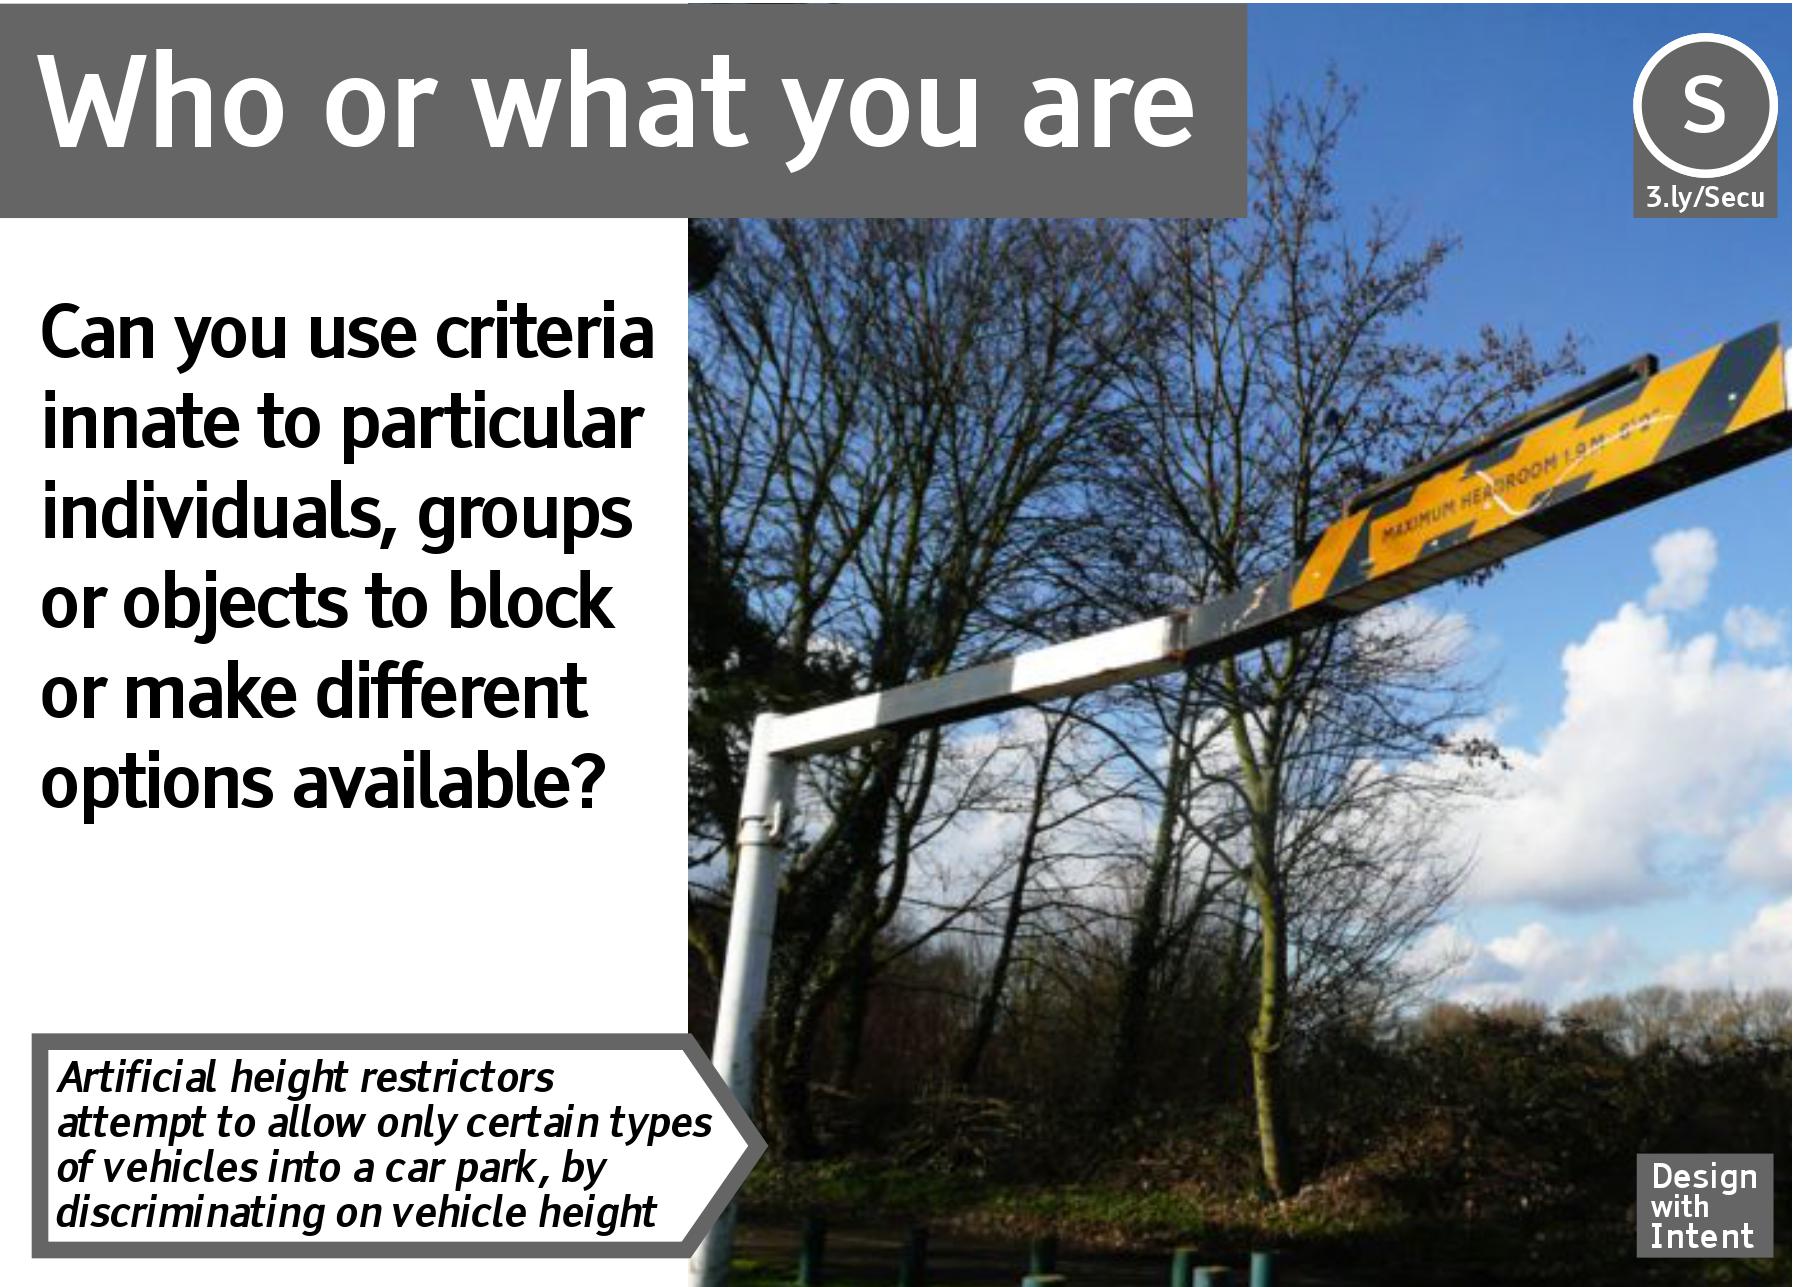 Who or what you are
S
3.ly/Secu
Can you use criteria
innate to particular
individuals, groups
or objects to block
or make different
options available?
MAXIMUM HEADROOM 1.9M 6'3"
Artificial height restrictors
attempt to allow only certain types
of vehicles into a car park, by
discriminating on vehicle height
Design
with
Intent